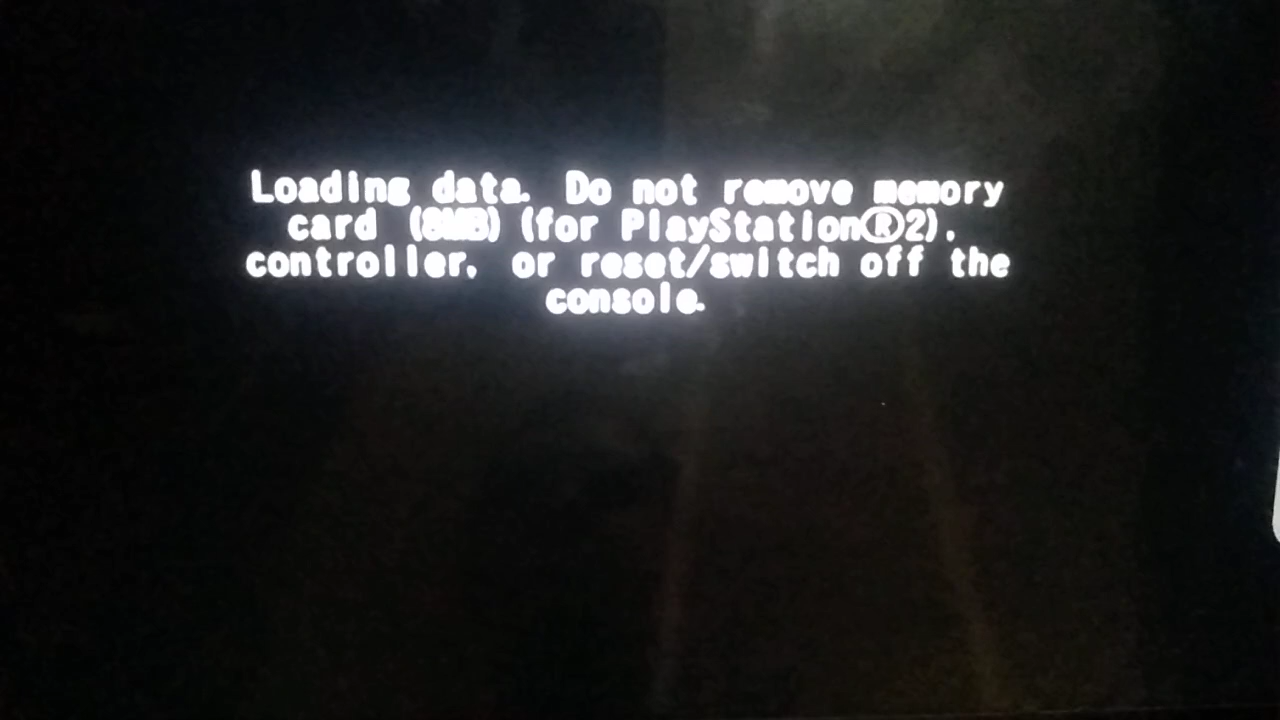 Loading data. Do not remove memory
card (8MB) (for PlayStation®2),
controller, or reset/switch off the
console.